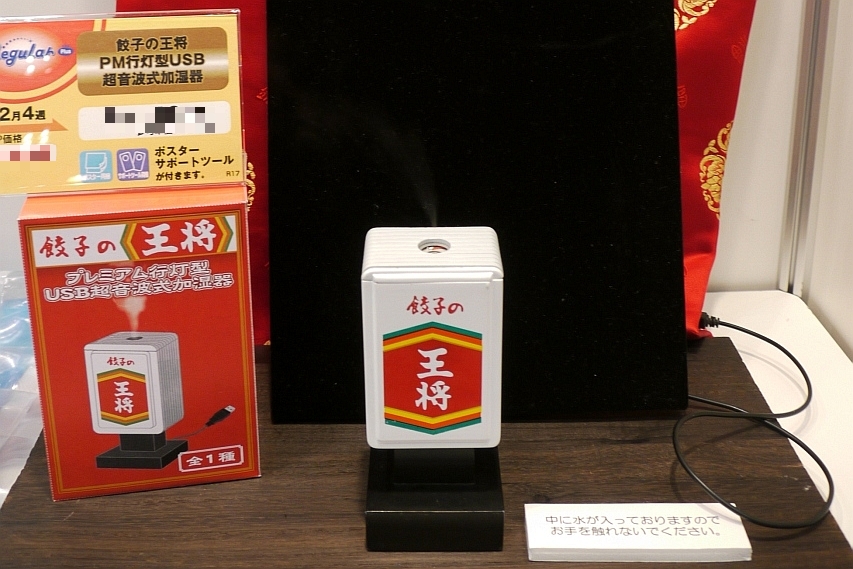 egular Plus
餃子の王将
PM行灯型USB
超音波式加湿器
2月4週
価格
ポスター
サポートツール
が付きます。
R17
餃子の 王将
プレミアム行灯型
USB超音波式加湿器
餃子の
王将
全1種
餃子の
王将
中に水が入っておりますので
お手を触れないでください。